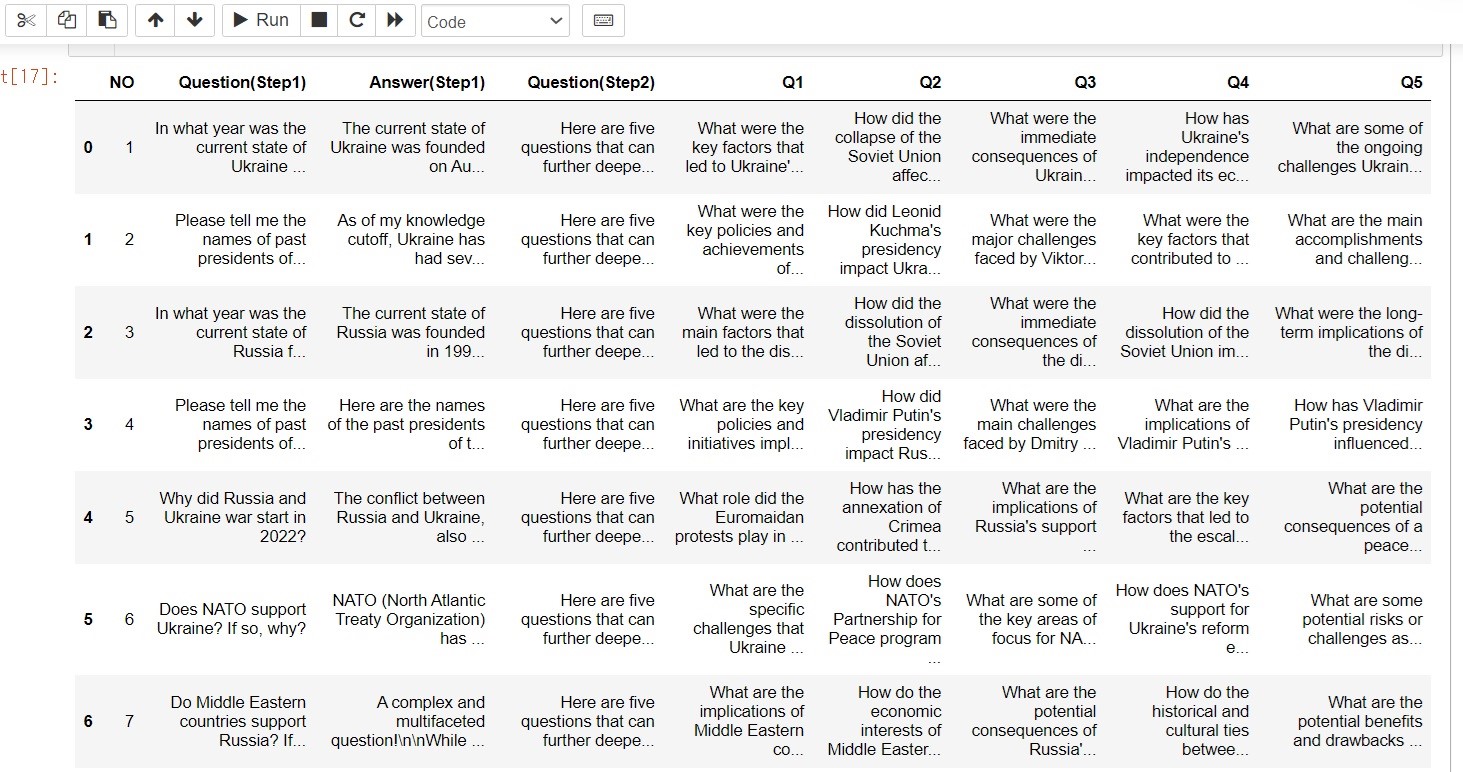 Run
Code
t[17]:
NO Question(Step1) Answer(Step1) Question(Step2) Q1 Q2 Q3 Q4 Q5
0
1
In what year was the
current state of
Ukraine ...
The current state of
Ukraine was founded
on Au...
Here are five
questions that can
further deepe...
What were the
key factors that
led to Ukraine'...
How did the
collapse of the
Soviet Union
affec...
What were the
immediate
consequences of
Ukrain...
How has
Ukraine's
independence
impacted its ec...
What are some of
the ongoing
challenges Ukrain...
1
2
Please tell me the
names of past
presidents of...
As of my knowledge
cutoff, Ukraine has
had sev...
Here are five
questions that can
further deepe...
What were the
key policies and
achievements
of...
How did Leonid
Kuchma's
presidency
impact Ukra...
What were the
major challenges
faced by Viktor...
What were the
key factors that
contributed to ...
What are the main
accomplishments
and challeng...
2
3
In what year was the
current state of
Russia f...
The current state of
Russia was founded
in 199...
Here are five
questions that can
further deepe...
What were the
main factors that
led to the dis...
How did the
dissolution of
the Soviet
Union af...
What were the
immediate
consequences of
the di...
How did the
dissolution of the
Soviet Union im...
What were the long-
term implications of
the di...
3
4
Please tell me the
names of past
presidents of...
Here are the names
of the past presidents
of t...
Here are five
questions that can
further deepe...
What are the key
policies and
initiatives impl...
How did
Vladimir Putin's
presidency
impact Rus...
What were the
main challenges
faced by Dmitry ...
What are the
implications of
Vladimir Putin's ...
How has Vladimir
Putin's presidency
influenced...
4
5
Why did Russia and
Ukraine war start in
2022?
The conflict between
Russia and Ukraine,
also ...
Here are five
questions that can
further deepe...
What role did the
Euromaidan
protests play in ...
How has the
annexation of
Crimea
contributed t...
What are the
implications of
Russia's support
...
What are the key
factors that led to
the escal...
What are the
potential
consequences of a
peace...
5
6
Does NATO support
Ukraine? If so, why?
NATO (North Atlantic
Treaty Organization)
has ...
Here are five
questions that can
further deepe...
What are the
specific
challenges that
Ukraine ...
How does
NATO's
Partnership for
Peace program
...
What are some of
the key areas of
focus for NA...
How does NATO's
support for
Ukraine's reform
e...
What are some
potential risks or
challenges as...
6
7
Do Middle Eastern
countries support
Russia? If...
A complex and
multifaceted
question!\n\nWhile ...
Here are five
questions that can
further deepe...
What are the
implications of
Middle Eastern
co...
How do the
economic
interests of
Middle Easter...
What are the
potential
consequences of
Russia'...
How do the
historical and
cultural ties
betwee...
What are the
potential benefits
and drawbacks ...